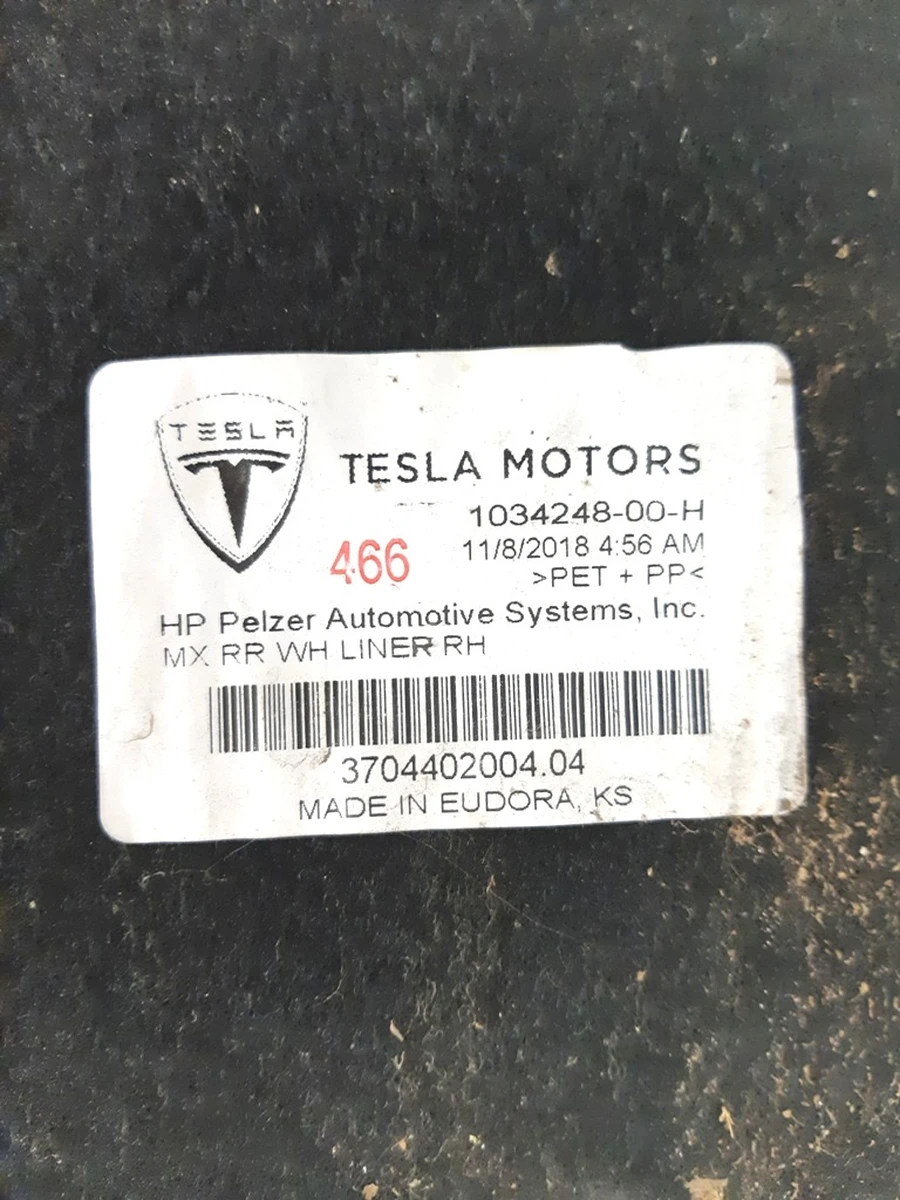 TESLA
TESLA MOTORS
1034248-00-H
466
11/8/2018 4:56 AM
>PET + PP<
HP Pelzer Automotive Systems, Inc.
MX RR WH LINER RH
3704402004.04
MADE IN EUDORA, KS